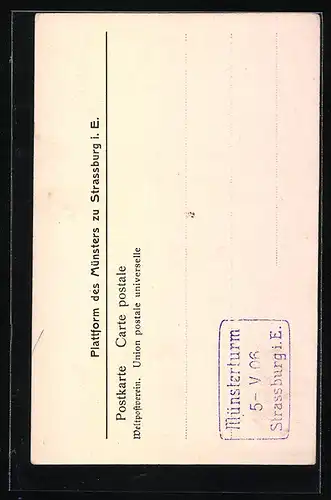 Plattform des Münsters zu Strassburg i. E.
Postkarte Carte postale
Weltpostverein. Union postale universelle
Münsterturm
5- V 06
Strassburg i. E.